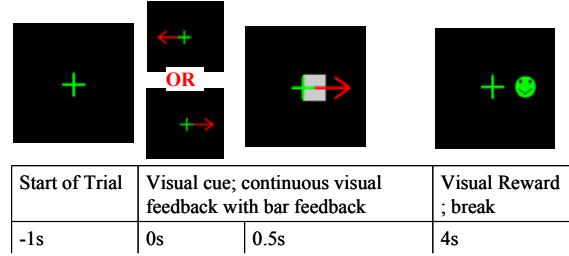 OR
Start of Trial
Visual cue; continuous visual
feedback with bar feedback
Visual Reward
; break
-1s
0s
0.5s
4s